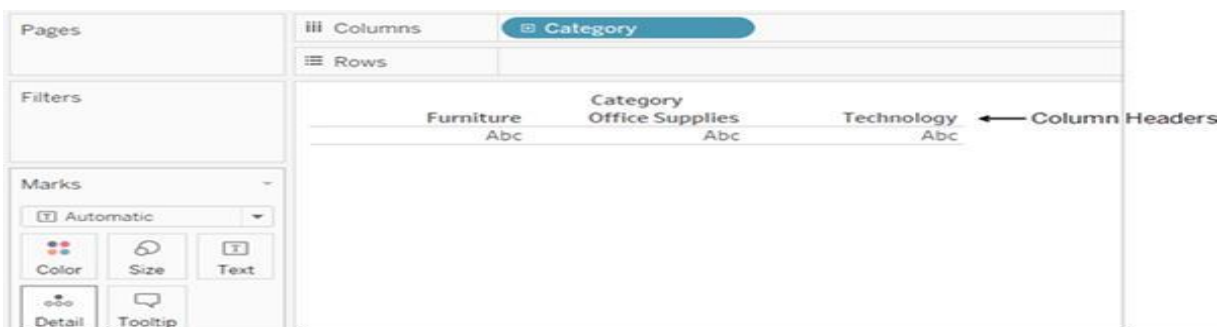 Pages
Columns
Category
Rows
Filters
Category
Furniture Office Supplies Technology
Column Headers
Abc Abc Abc
Marks
Automatic
Color Size Text
Detail Tooltip